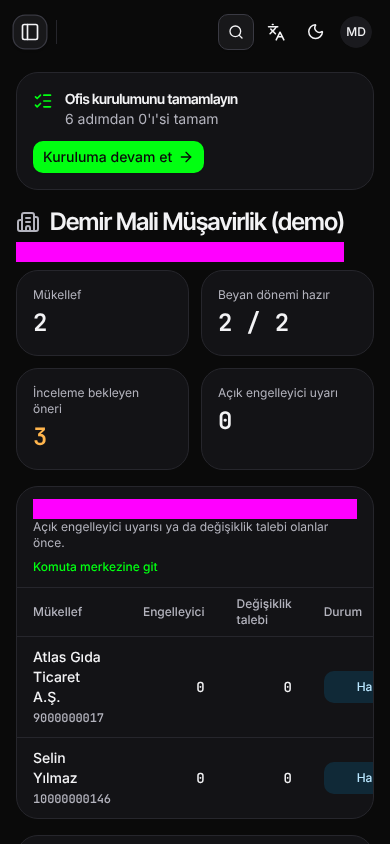 MD
Ofis kurulumunu tamamlayın
6 adımdan 0'ı'si tamam
Kuruluma devam et →
Demir Mali Müşavirlik (demo)
Mükellef
2
Beyan dönemi hazır
2 / 2
İnceleme bekleyen
öneri
3
Açık engelleyici uyarı
0
Açık engelleyici uyarısı ya da değişiklik talebi olanlar
önce.
Komuta merkezine git
Mükellef Engelleyici Değişiklik talebi Durum
Atlas Gıda
Ticaret
A.Ş.
9000000017
0 0 Ha
Selin
Yılmaz
10000000146
0 0 Ha